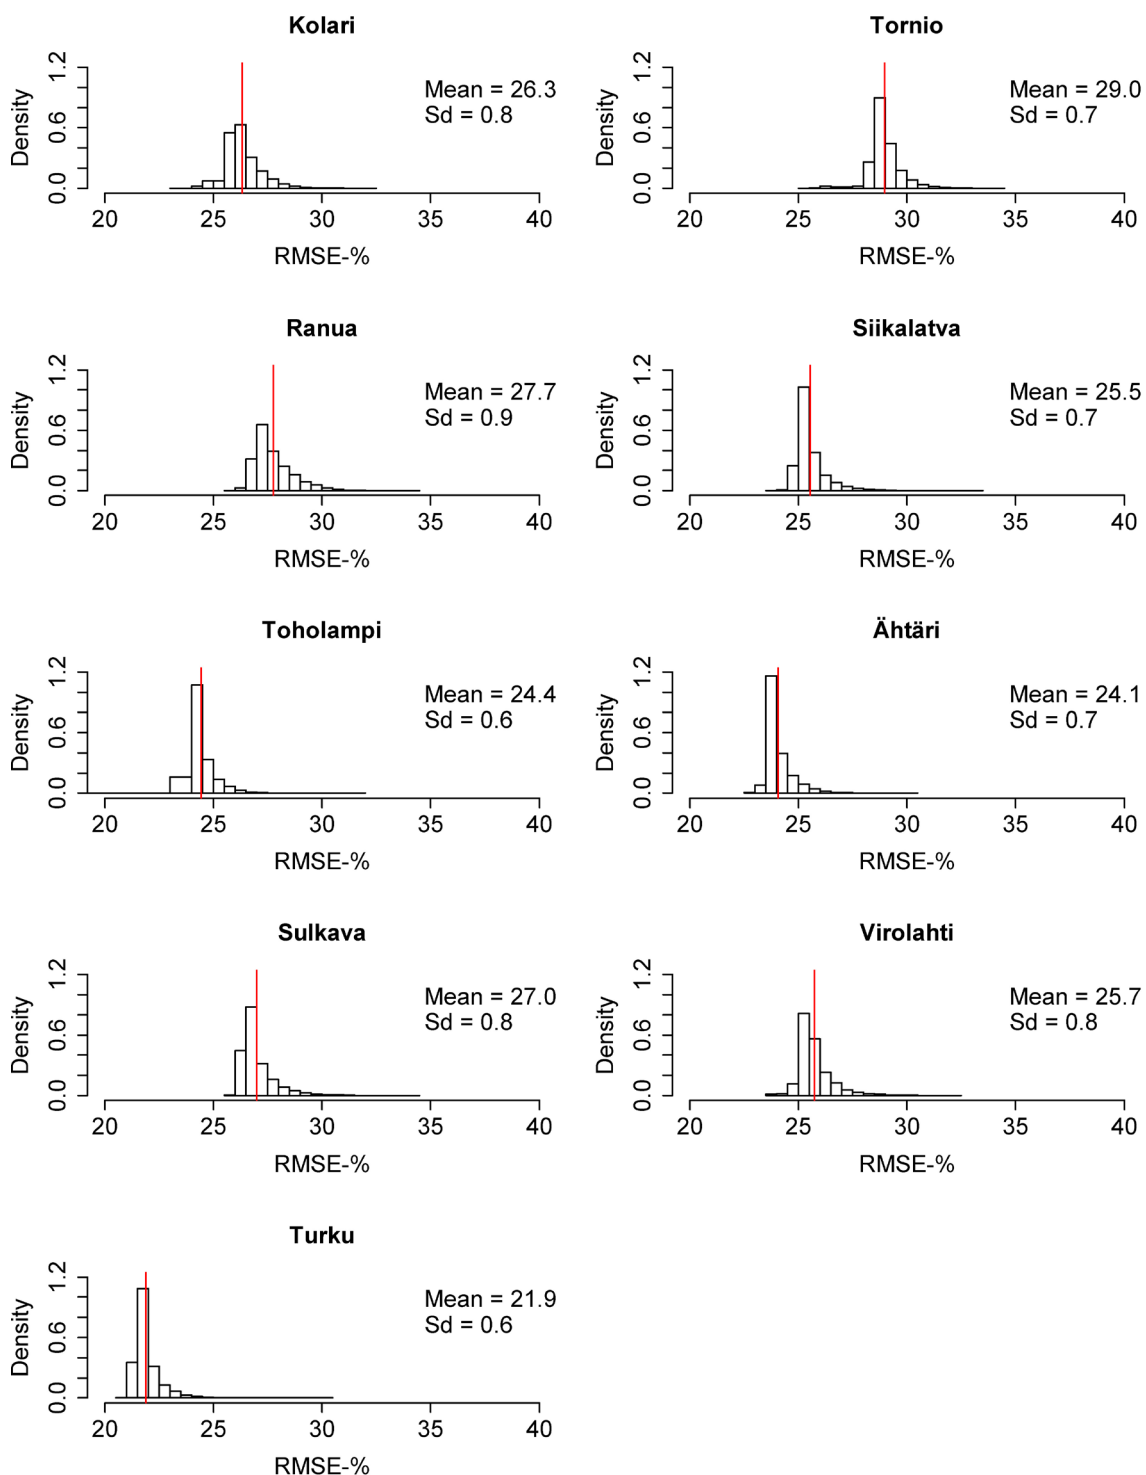 Kolari
Density
0.0 0.6 1.2
Mean = 26.3
Sd = 0.8
20 25 30 35 40
RMSE-%
Tornio
Density
0.0 0.6 1.2
Mean = 29.0
Sd = 0.7
20 25 30 35 40
RMSE-%
Ranua
Density
0.0 0.6 1.2
Mean = 27.7
Sd = 0.9
20 25 30 35 40
RMSE-%
Siikalatva
Density
0.0 0.6 1.2
Mean = 25.5
Sd = 0.7
20 25 30 35 40
RMSE-%
Toholampi
Density
0.0 0.6 1.2
Mean = 24.4
Sd = 0.6
20 25 30 35 40
RMSE-%
Ähtäri
Density
0.0 0.6 1.2
Mean = 24.1
Sd = 0.7
20 25 30 35 40
RMSE-%
Sulkava
Density
0.0 0.6 1.2
Mean = 27.0
Sd = 0.8
20 25 30 35 40
RMSE-%
Virolahti
Density
0.0 0.6 1.2
Mean = 25.7
Sd = 0.8
20 25 30 35 40
RMSE-%
Turku
Density
0.0 0.6 1.2
Mean = 21.9
Sd = 0.6
20 25 30 35 40
RMSE-%